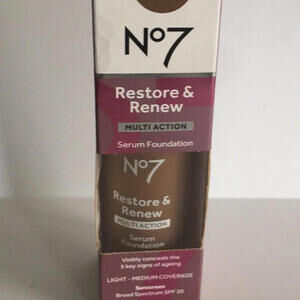 No7
Restore &
Renew
MULTI ACTION
Serum Foundation
No7
Restore &
Renew
MULTI ACTION
Serum
Foundation
Visibly conceals the
5 key signs of ageing
LIGHT - MEDIUM COVERAGE
Sunscreen
Broad Spectrum SPF 20